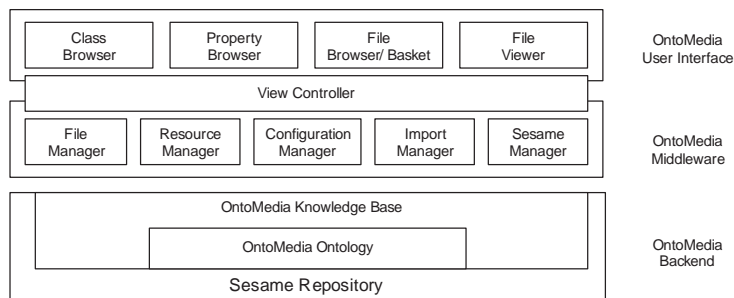 Class
Browser
Property
Browser
File
Browser/ Basket
File
Viewer
OntoMedia
User Interface
View Controller
File
Manager
Resource
Manager
Configuration
Manager
Import
Manager
Sesame
Manager
OntoMedia
Middleware
OntoMedia Knowledge Base
OntoMedia Ontology
OntoMedia
Backend
Sesame Repository